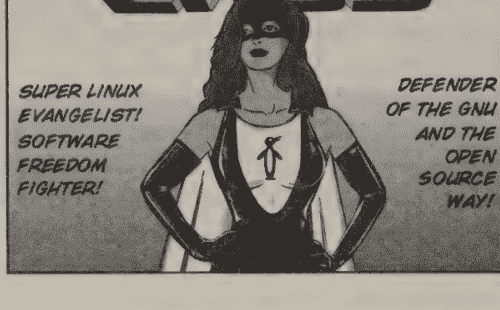 SUPER LINUX
EVANGELIST!
SOFTWARE
FREEDOM
FIGHTER!
DEFENDER
OF THE GNU
AND THE
OPEN
SOURCE
WAY!